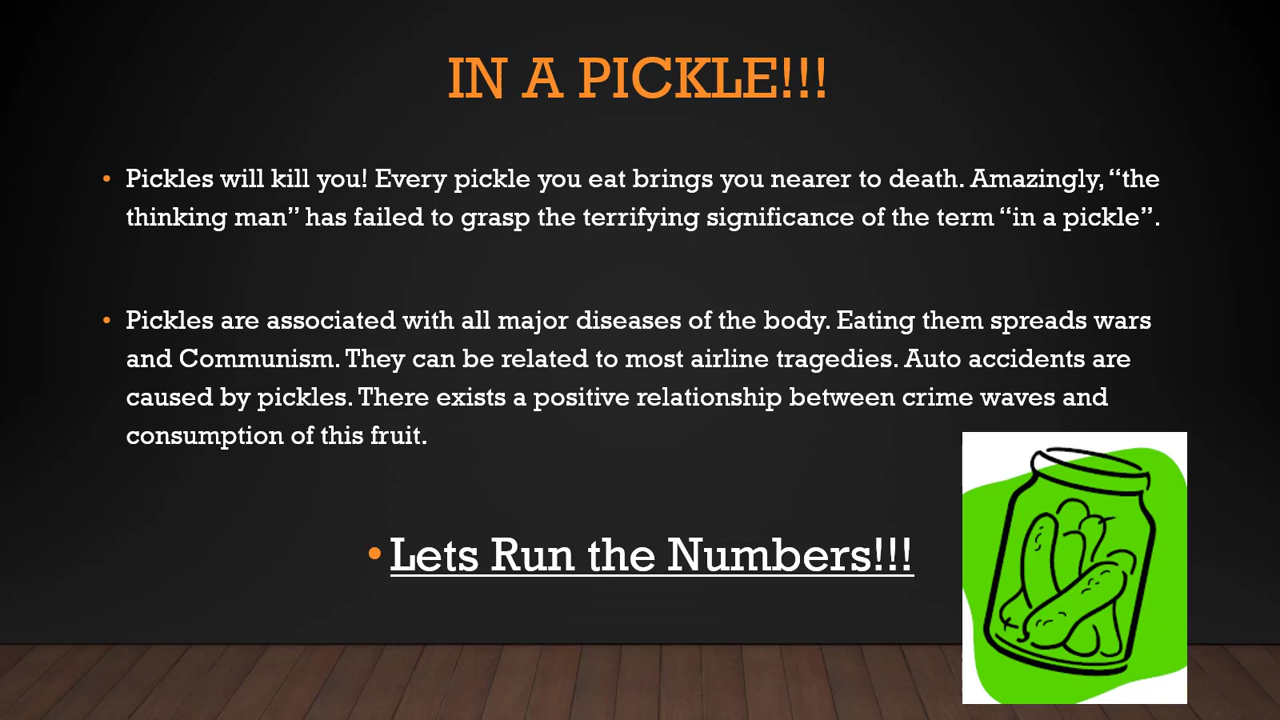 IN A PICKLE!!!
• Pickles will kill you! Every pickle you eat brings you nearer to death. Amazingly, “the
thinking man” has failed to grasp the terrifying significance of the term “in a pickle”.
• Pickles are associated with all major diseases of the body. Eating them spreads wars
and Communism. They can be related to most airline tragedies. Auto accidents are
caused by pickles. There exists a positive relationship between crime waves and
consumption of this fruit.
• Lets Run the Numbers!!!